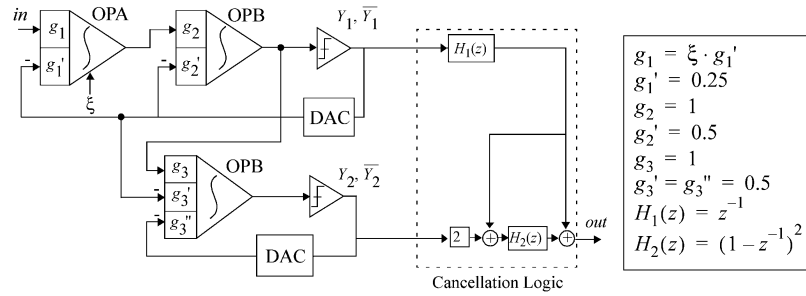 in
OPA
OPB
Y1, Y1
g1
g1'
g2
g2'
ξ
H1(z)
DAC
g3
g3'
g3"
OPB
Y2, Y2
DAC
2
H2(z)
out
Cancellation Logic
g1 = ξ · g1'
g1' = 0.25
g2 = 1
g2' = 0.5
g3 = 1
g3' = g3" = 0.5
H1(z) = z^-1
H2(z) = (1 - z^-1)^2